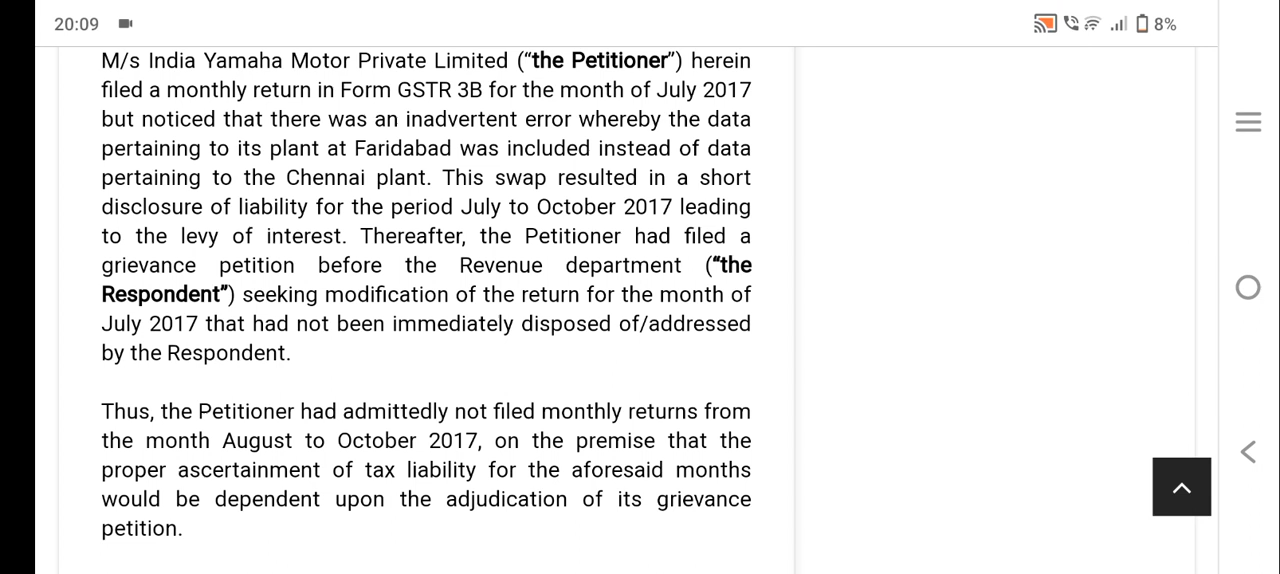 20:09
8%
M/s India Yamaha Motor Private Limited (“the Petitioner”) herein
filed a monthly return in Form GSTR 3B for the month of July 2017
but noticed that there was an inadvertent error whereby the data
pertaining to its plant at Faridabad was included instead of data
pertaining to the Chennai plant. This swap resulted in a short
disclosure of liability for the period July to October 2017 leading
to the levy of interest. Thereafter, the Petitioner had filed a
grievance petition before the Revenue department (“the
Respondent”) seeking modification of the return for the month of
July 2017 that had not been immediately disposed of/addressed
by the Respondent.
Thus, the Petitioner had admittedly not filed monthly returns from
the month August to October 2017, on the premise that the
proper ascertainment of tax liability for the aforesaid months
would be dependent upon the adjudication of its grievance
petition.